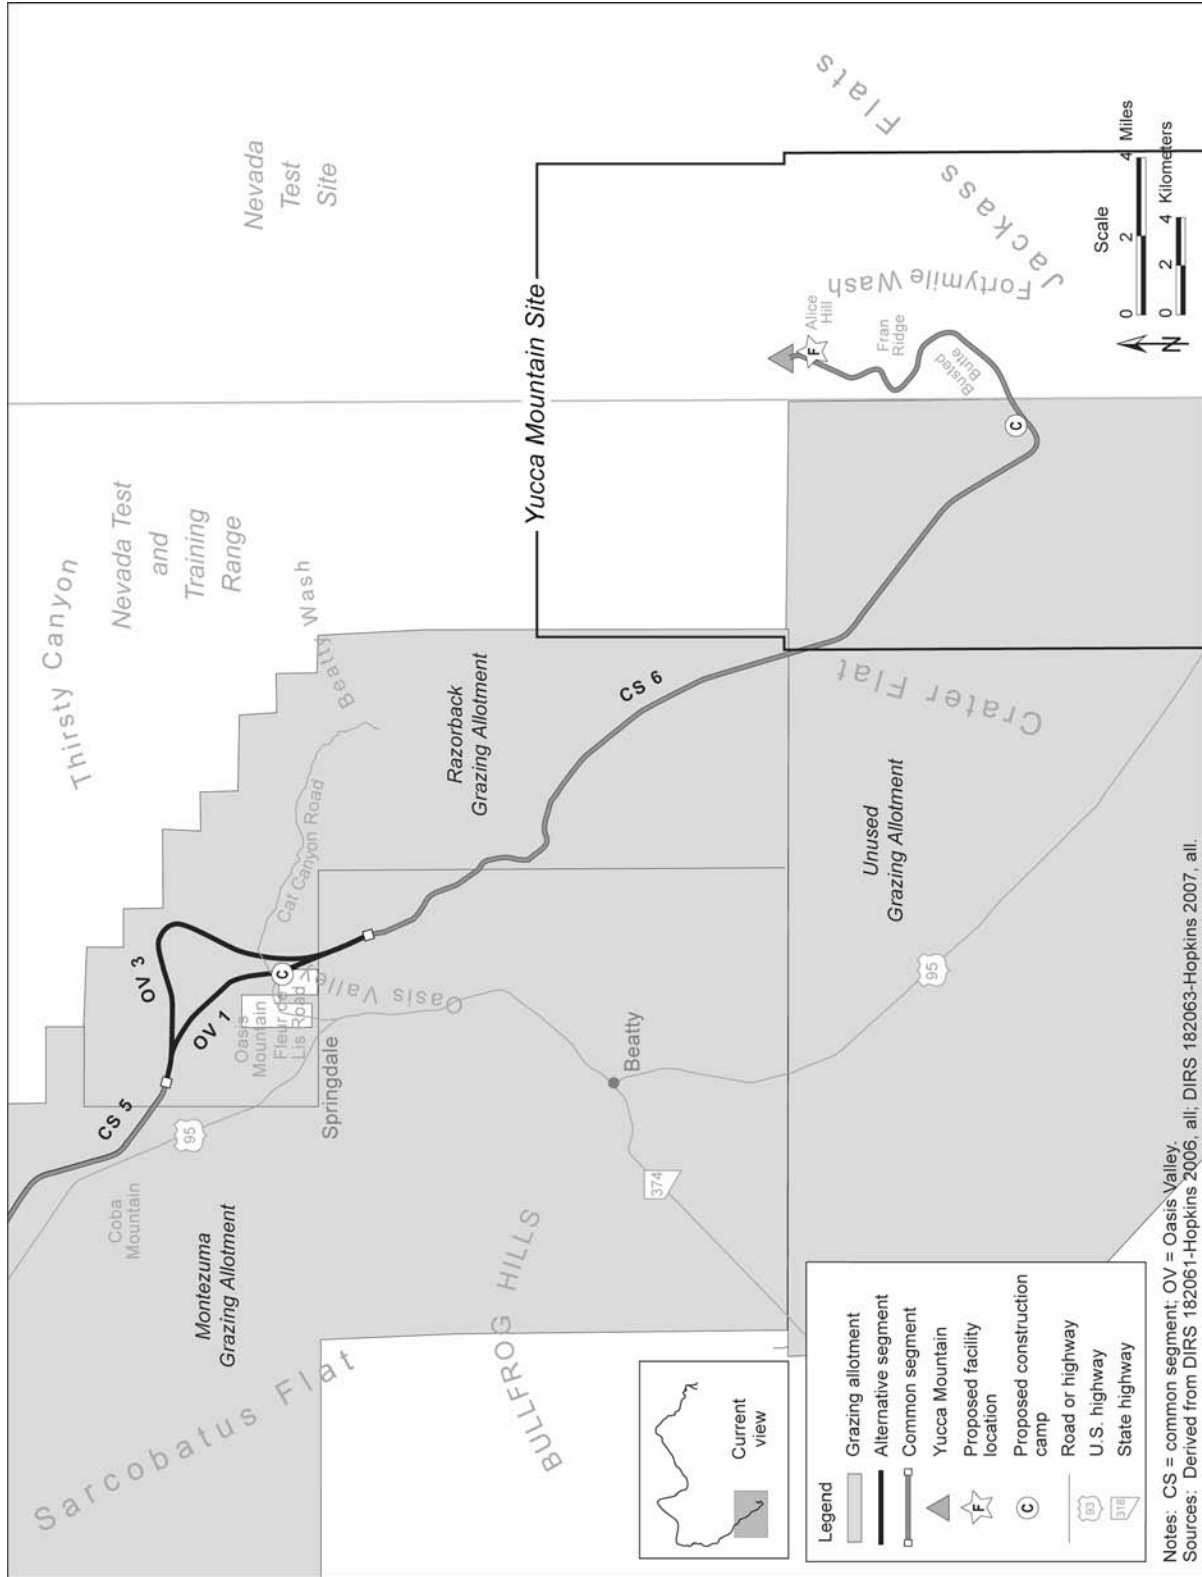 Thirsty Canyon
Nevada Test
and
Training
Range
Nevada
Test
Site
Sarcobatus Flat
Coba
Mountain
Montezuma
Grazing Allotment
CS 5
95
OV 3
OV 1
Oasis
Mountain
Fleur de
Lis Road
C
Cat Canyon Road
Beatty Wash
Springdale
Oasis Valley
Razorback
Grazing Allotment
CS 6
Yucca Mountain Site
BULLFROG HILLS
374
Beatty
Unused
Grazing Allotment
95
Crater Flat
F
Alice
Hill
Fran
Ridge
Busted
Butte
C
Fortymile Wash
Jackass Flats
Current
view
Legend
Grazing allotment
Alternative segment
Common segment
Yucca Mountain
F
Proposed facility
location
C
Proposed construction
camp
Road or highway
93
U.S. highway
318
State highway
Scale
0 2 4 Miles
0 2 4 Kilometers
N
Notes: CS = common segment; OV = Oasis Valley.
Sources: Derived from DIRS 182061-Hopkins 2006, all; DIRS 182063-Hopkins 2007, all.